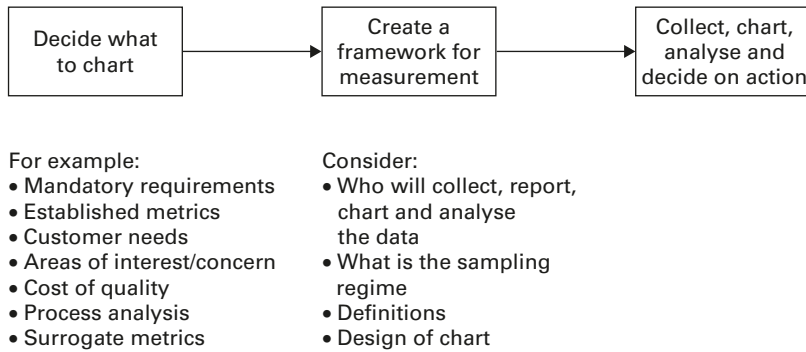 Decide what
to chart
Create a
framework for
measurement
Collect, chart,
analyse and
decide on action
For example:
• Mandatory requirements
• Established metrics
• Customer needs
• Areas of interest/concern
• Cost of quality
• Process analysis
• Surrogate metrics
Consider:
• Who will collect, report,
chart and analyse
the data
• What is the sampling
regime
• Definitions
• Design of chart